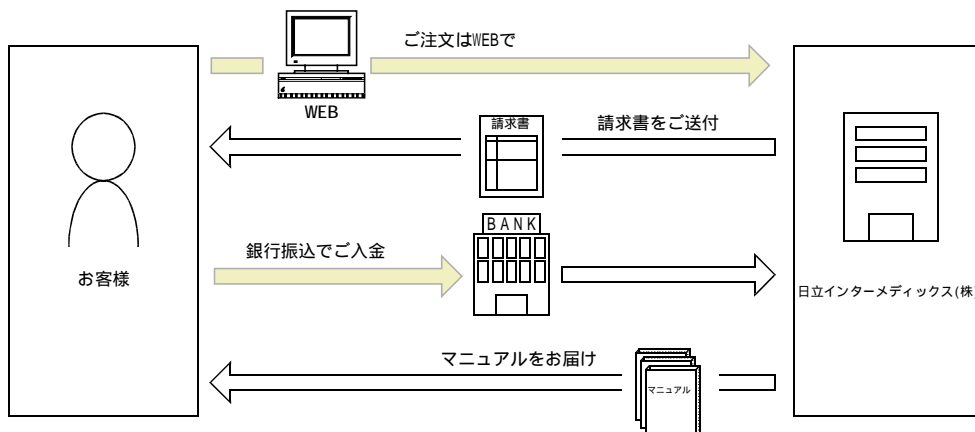 ご注文はWEBで
WEB
請求書
請求書をご送付
BANK
銀行振込でご入金
お客様
日立インターメディックス(株)
マニュアルをお届け
マニュアル